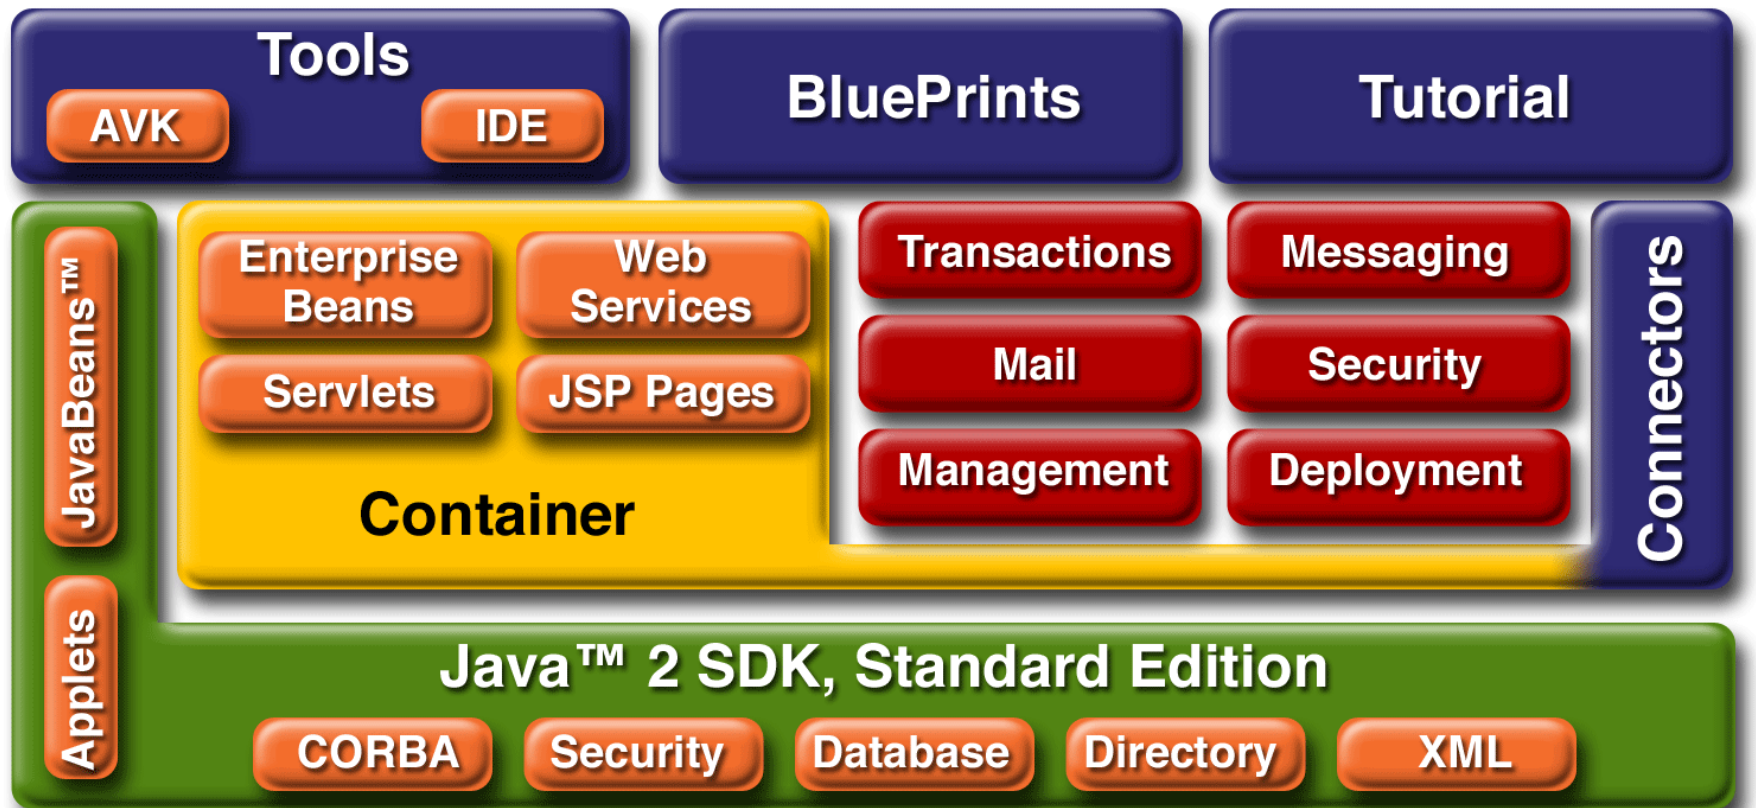 Tools
AVK
IDE
BluePrints
Tutorial
JavaBeans™
Applets
Enterprise
Beans
Web
Services
Servlets
JSP Pages
Container
Transactions
Messaging
Mail
Security
Management
Deployment
Connectors
Java™ 2 SDK, Standard Edition
CORBA
Security
Database
Directory
XML